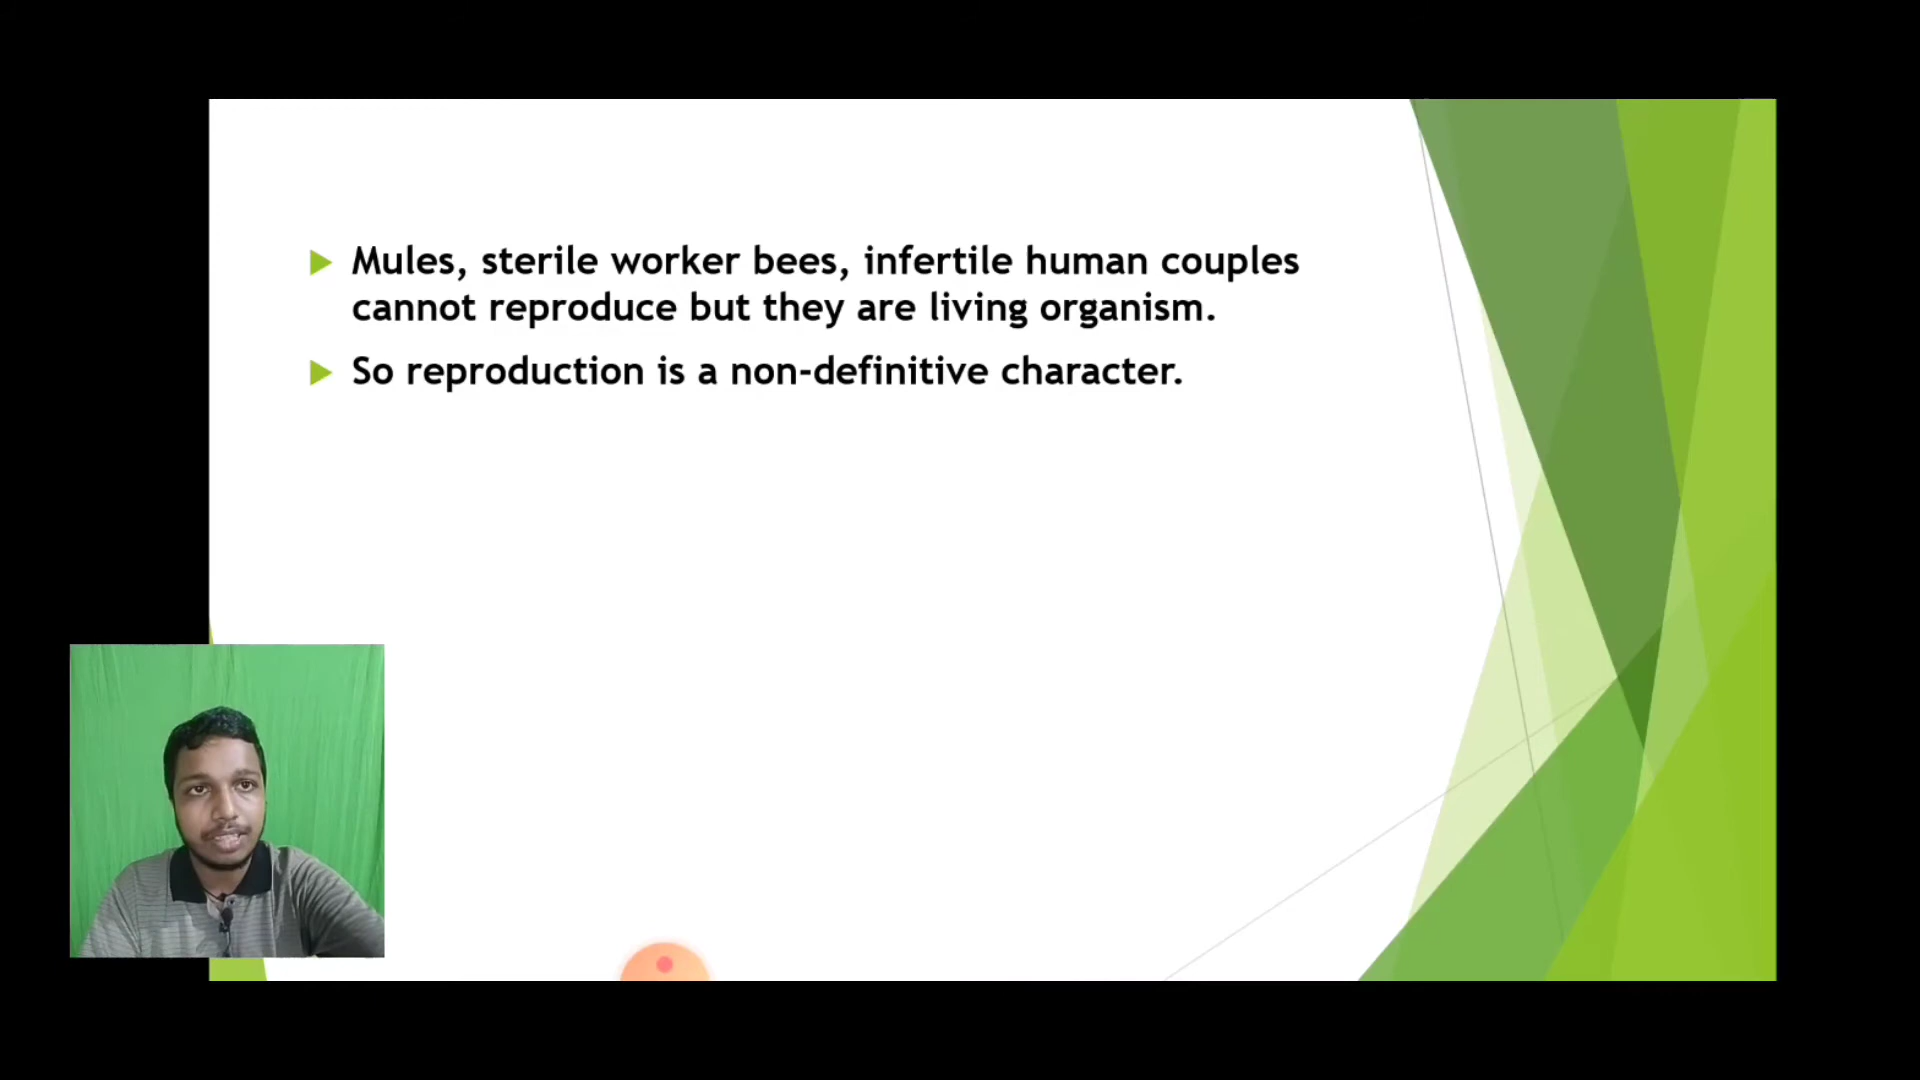 Mules, sterile worker bees, infertile human couples
cannot reproduce but they are living organism.
So reproduction is a non-definitive character.